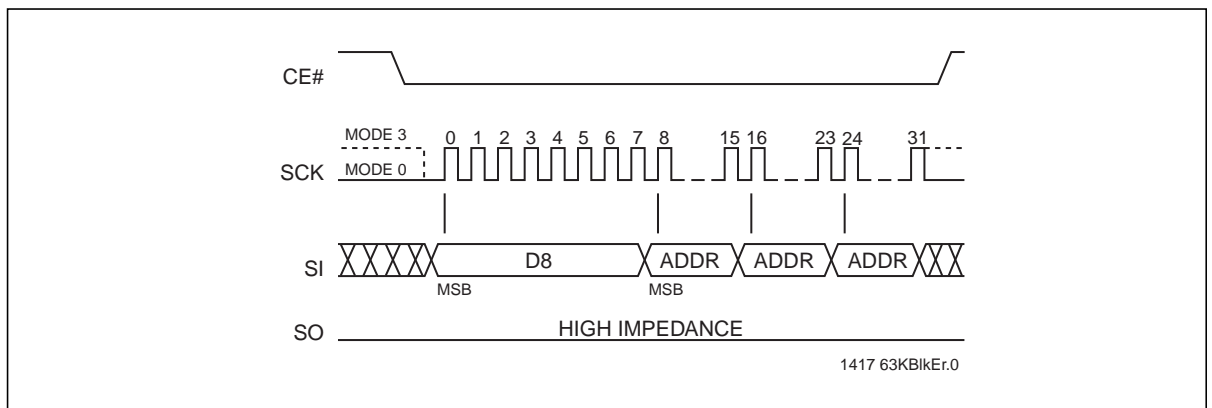 CE#
MODE 3
0 1 2 3 4 5 6 7 8 15 16 23 24 31
SCK MODE 0
SI D8 ADDR ADDR ADDR
MSB MSB
SO HIGH IMPEDANCE
1417 63KBlkEr.0